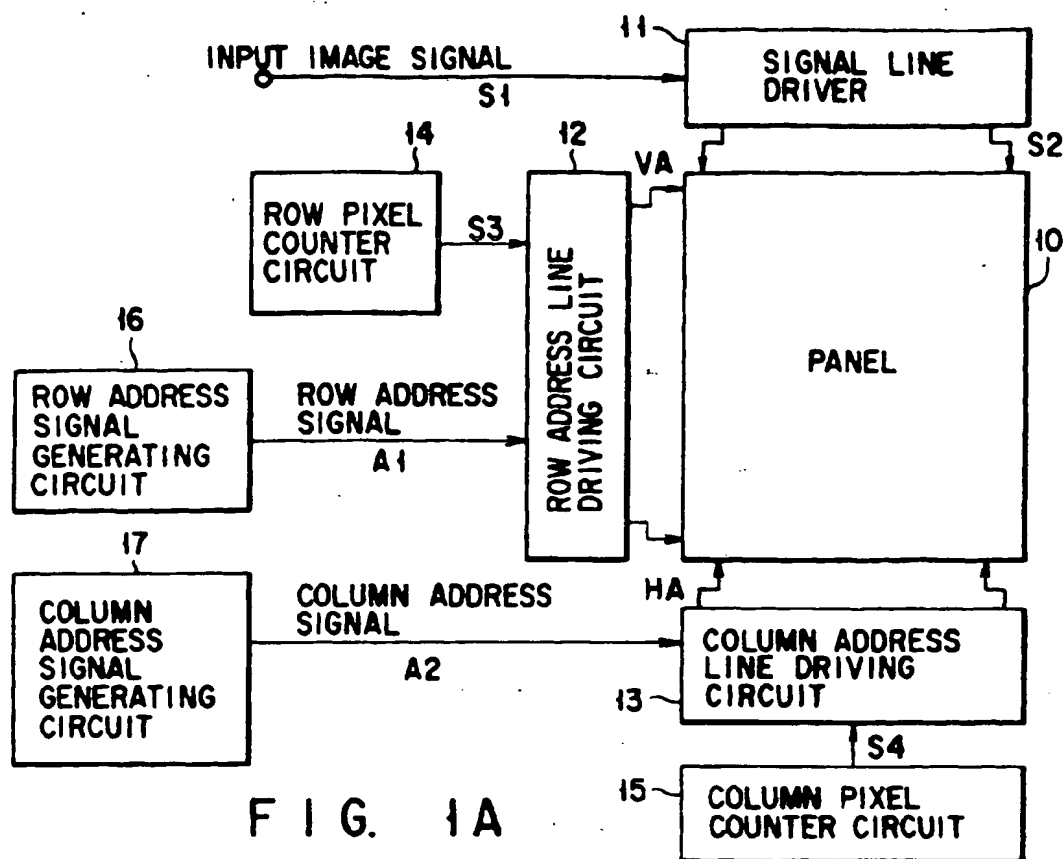 11
INPUT IMAGE SIGNAL
S1
SIGNAL LINE
DRIVER
S2
14
12
VA
ROW PIXEL
COUNTER
CIRCUIT
S3
ROW ADDRESS LINE
DRIVING CIRCUIT
10
PANEL
16
ROW ADDRESS
SIGNAL
GENERATING
CIRCUIT
ROW ADDRESS
SIGNAL
A1
17
COLUMN
ADDRESS
SIGNAL
GENERATING
CIRCUIT
COLUMN ADDRESS
SIGNAL
A2
HA
COLUMN ADDRESS
LINE DRIVING
CIRCUIT
13
S4
15
COLUMN PIXEL
COUNTER CIRCUIT
FIG. 1A